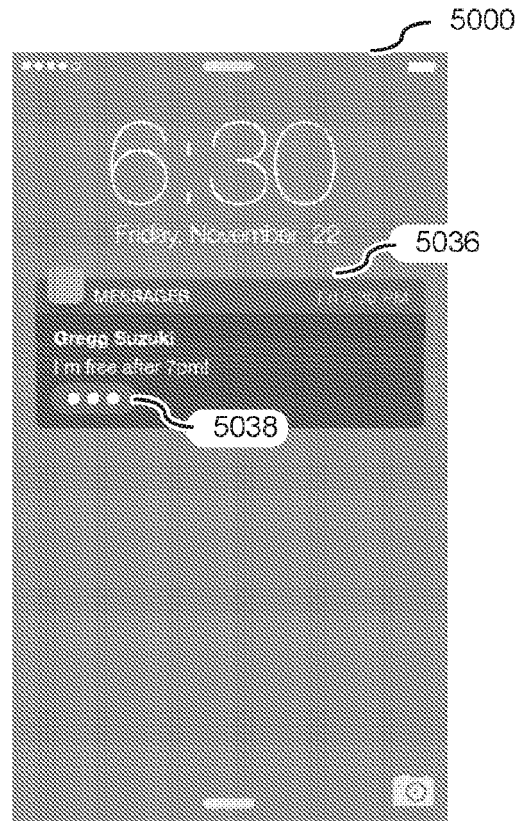 5000
6:30
Friday, November 22
5036
MESSAGES
Gregg Suzuki
I'm free after 7pm!
5038